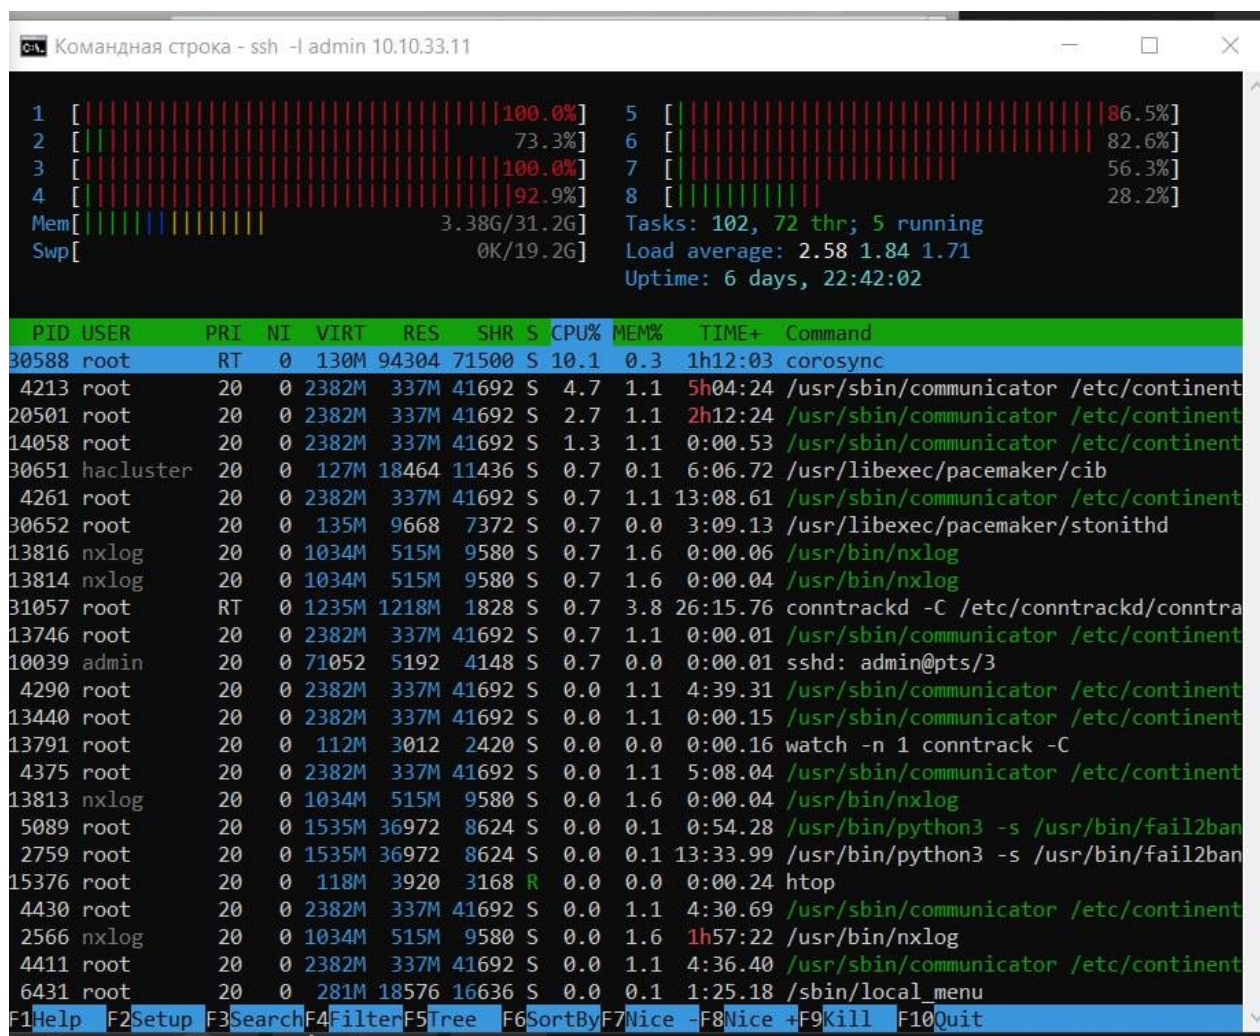 Командная строка - ssh -l admin 10.10.33.11
1 [100.0%] 5 [86.5%]
2 [73.3%] 6 [82.6%]
3 [100.0%] 7 [56.3%]
4 [92.9%] 8 [28.2%]
Mem[3.38G/31.2G] Tasks: 102, 72 thr; 5 running
Swp[0K/19.2G] Load average: 2.58 1.84 1.71
Uptime: 6 days, 22:42:02
PID USER PRI NI VIRT RES SHR S CPU% MEM% TIME+ Command
30588 root RT 0 130M 94304 71500 S 10.1 0.3 1h12:03 corosync
4213 root 20 0 2382M 337M 41692 S 4.7 1.1 5h04:24 /usr/sbin/communicator /etc/continent
20501 root 20 0 2382M 337M 41692 S 2.7 1.1 2h12:24 /usr/sbin/communicator /etc/continent
14058 root 20 0 2382M 337M 41692 S 1.3 1.1 0:00.53 /usr/sbin/communicator /etc/continent
30651 hacluster 20 0 127M 18464 11436 S 0.7 0.1 6:06.72 /usr/libexec/pacemaker/cib
4261 root 20 0 2382M 337M 41692 S 0.7 1.1 13:08.61 /usr/sbin/communicator /etc/continent
30652 root 20 0 135M 9668 7372 S 0.7 0.0 3:09.13 /usr/libexec/pacemaker/stonithd
13816 nxlog 20 0 1034M 515M 9580 S 0.7 1.6 0:00.06 /usr/bin/nxlog
13814 nxlog 20 0 1034M 515M 9580 S 0.7 1.6 0:00.04 /usr/bin/nxlog
31057 root RT 0 1235M 1218M 1828 S 0.7 3.8 26:15.76 conntrackd -C /etc/conntrackd/conntra
13746 root 20 0 2382M 337M 41692 S 0.7 1.1 0:00.01 /usr/sbin/communicator /etc/continent
10039 admin 20 0 71052 5192 4148 S 0.7 0.0 0:00.01 sshd: admin@pts/3
4290 root 20 0 2382M 337M 41692 S 0.0 1.1 4:39.31 /usr/sbin/communicator /etc/continent
13440 root 20 0 2382M 337M 41692 S 0.0 1.1 0:00.15 /usr/sbin/communicator /etc/continent
13791 root 20 0 112M 3012 2420 S 0.0 0.0 0:00.16 watch -n 1 conntrack -C
4375 root 20 0 2382M 337M 41692 S 0.0 1.1 5:08.04 /usr/sbin/communicator /etc/continent
13813 nxlog 20 0 1034M 515M 9580 S 0.0 1.6 0:00.04 /usr/bin/nxlog
5089 root 20 0 1535M 36972 8624 S 0.0 0.1 0:54.28 /usr/bin/python3 -s /usr/bin/fail2ban
2759 root 20 0 1535M 36972 8624 S 0.0 0.1 13:33.99 /usr/bin/python3 -s /usr/bin/fail2ban
15376 root 20 0 118M 3920 3168 R 0.0 0.0 0:00.24 htop
4430 root 20 0 2382M 337M 41692 S 0.0 1.1 4:30.69 /usr/sbin/communicator /etc/continent
2566 nxlog 20 0 1034M 515M 9580 S 0.0 1.6 1h57:22 /usr/bin/nxlog
4411 root 20 0 2382M 337M 41692 S 0.0 1.1 4:36.40 /usr/sbin/communicator /etc/continent
6431 root 20 0 281M 18576 16636 S 0.0 0.1 1:25.18 /sbin/local_menu
F1Help F2Setup F3SearchF4FilterF5Tree F6SortByF7Nice -F8Nice +F9Kill F10Quit